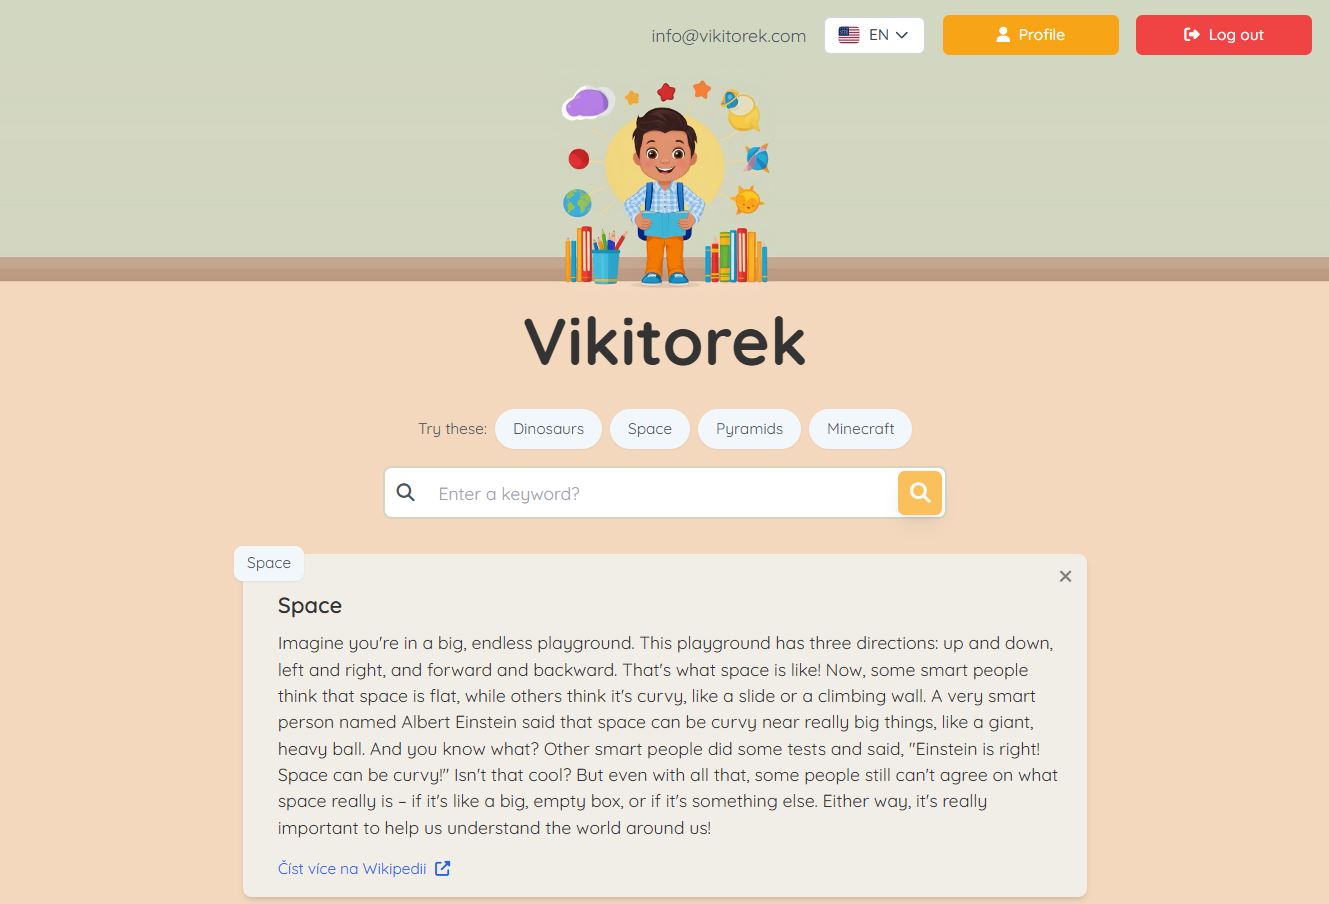 info@vikitorek.com
EN
Profile
Log out
Vikitorek
Try these:
Dinosaurs
Space
Pyramids
Minecraft
Enter a keyword?
Space
Space
Imagine you're in a big, endless playground. This playground has three directions: up and down,
left and right, and forward and backward. That's what space is like! Now, some smart people
think that space is flat, while others think it's curvy, like a slide or a climbing wall. A very smart
person named Albert Einstein said that space can be curvy near really big things, like a giant,
heavy ball. And you know what? Other smart people did some tests and said, "Einstein is right!
Space can be curvy!" Isn't that cool? But even with all that, some people still can't agree on what
space really is – if it's like a big, empty box, or if it's something else. Either way, it's really
important to help us understand the world around us!
Číst více na Wikipedii